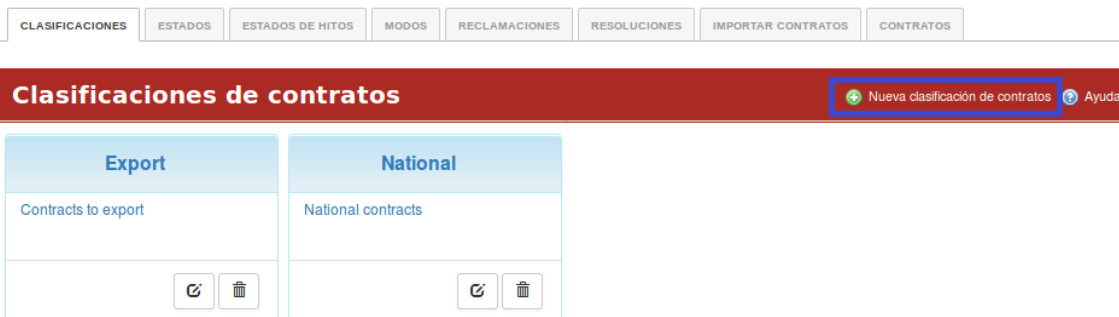 CLASIFICACIONES ESTADOS ESTADOS DE HITOS MODOS RECLAMACIONES RESOLUCIONES IMPORTAR CONTRATOS CONTRATOS
Clasificaciones de contratos Nueva clasificación de contratos Ayuda
Export National
Contracts to export National contracts